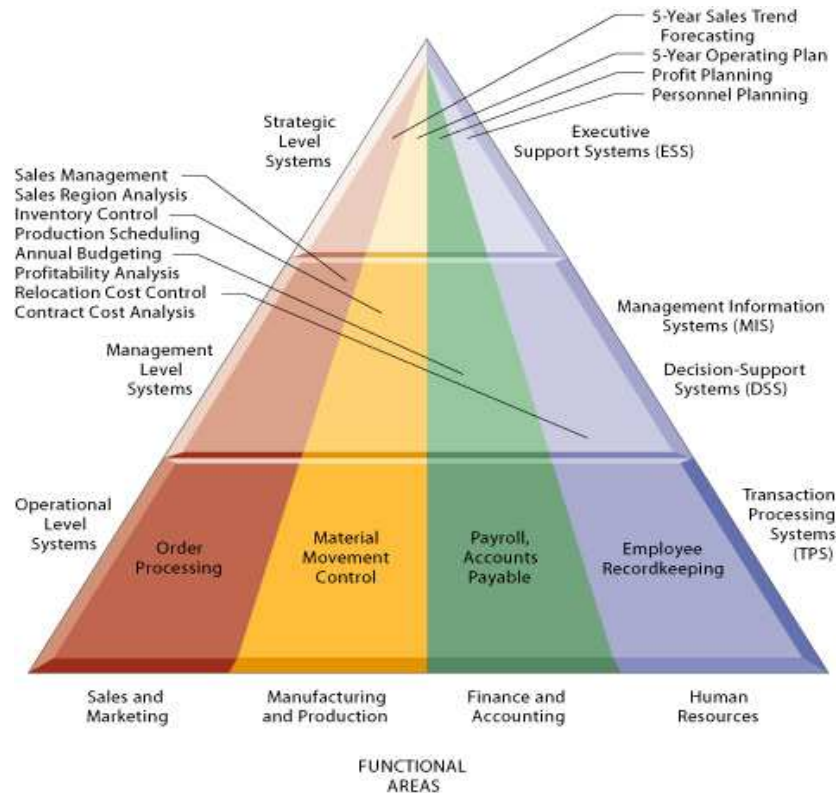 5-Year Sales Trend
Forecasting
5-Year Operating Plan
Profit Planning
Personnel Planning
Strategic
Level
Systems
Executive
Support Systems (ESS)
Sales Management
Sales Region Analysis
Inventory Control
Production Scheduling
Annual Budgeting
Profitability Analysis
Relocation Cost Control
Contract Cost Analysis
Management Information
Systems (MIS)
Management
Level
Systems
Decision-Support
Systems (DSS)
Operational
Level
Systems
Transaction
Processing
Systems
(TPS)
Order
Processing
Material
Movement
Control
Payroll,
Accounts
Payable
Employee
Recordkeeping
Sales and
Marketing
Manufacturing
and Production
Finance and
Accounting
Human
Resources
FUNCTIONAL
AREAS